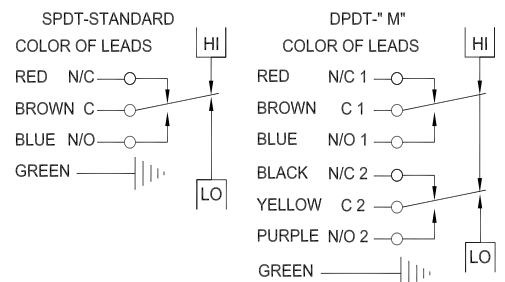 SPDT-STANDARD
COLOR OF LEADS
HI
RED N/C
BROWN C
BLUE N/O
GREEN
LO
DPDT-" M"
COLOR OF LEADS
HI
RED N/C 1
BROWN C 1
BLUE N/O 1
BLACK N/C 2
YELLOW C 2
PURPLE N/O 2
GREEN
LO